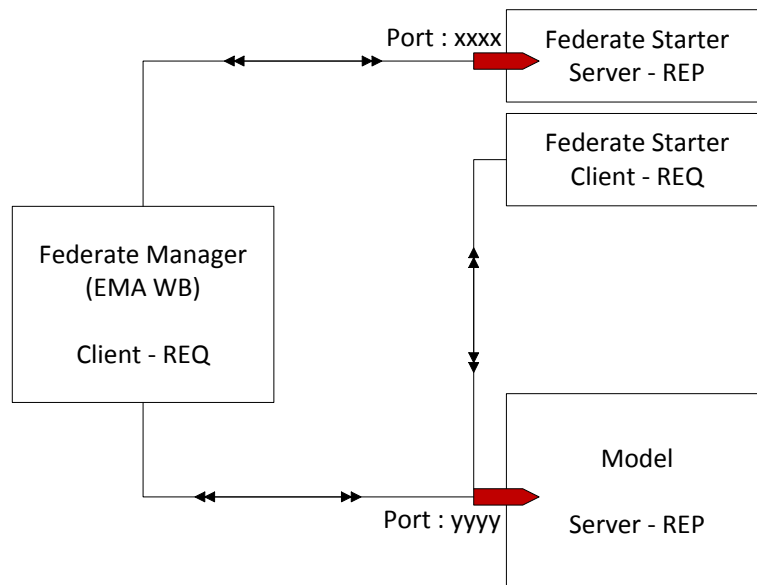 Port : xxxx
Federate Starter
Server - REP
Federate Starter
Client - REQ
Federate Manager
(EMA WB)
Client - REQ
Model
Server - REP
Port : yyyy